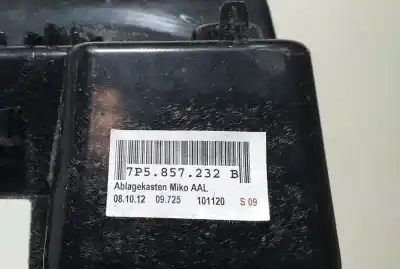 7P5.857.232 B
Ablagekasten Miko AAL
08.10.12 09.725 101120 S 09